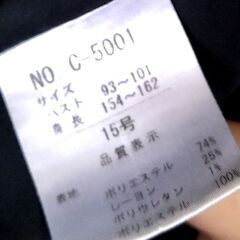 NO. C-5001
サイズ
バスト 93～101
身長 154～162
15号
品質表示
表地 ポリエステル 74%
レーヨン 25%
ポリウレタン 1%
ポリエステル 100%